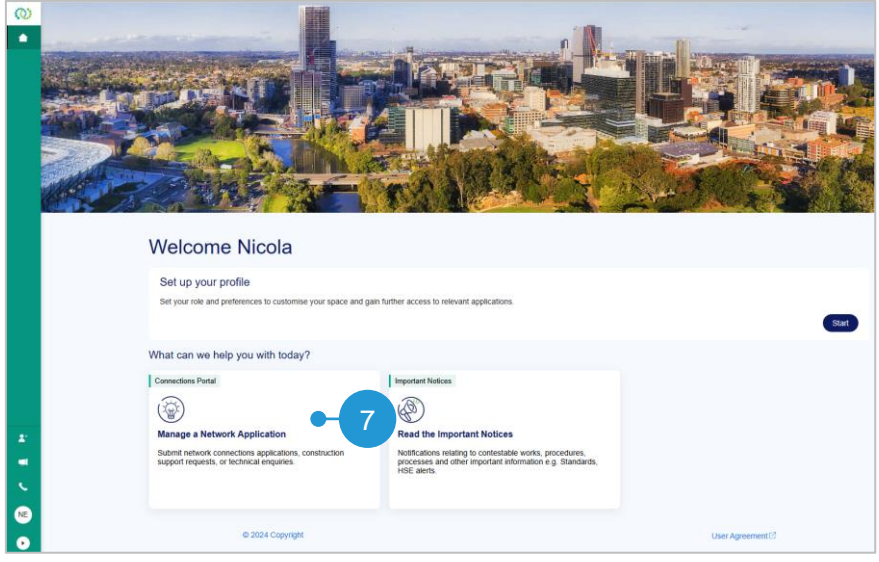 Welcome Nicola
Set up your profile
Set your role and preferences to customise your space and gain further access to relevant applications.
Start
What can we help you with today?
Connections Portal
Manage a Network Application
Submit network connections applications, construction
support requests, or technical enquiries.
7
Important Notices
Read the Important Notices
Notifications relating to contestable works, procedures,
processes and other important information e.g. Standards,
HSE alerts.
NE
© 2024 Copyright
User Agreement